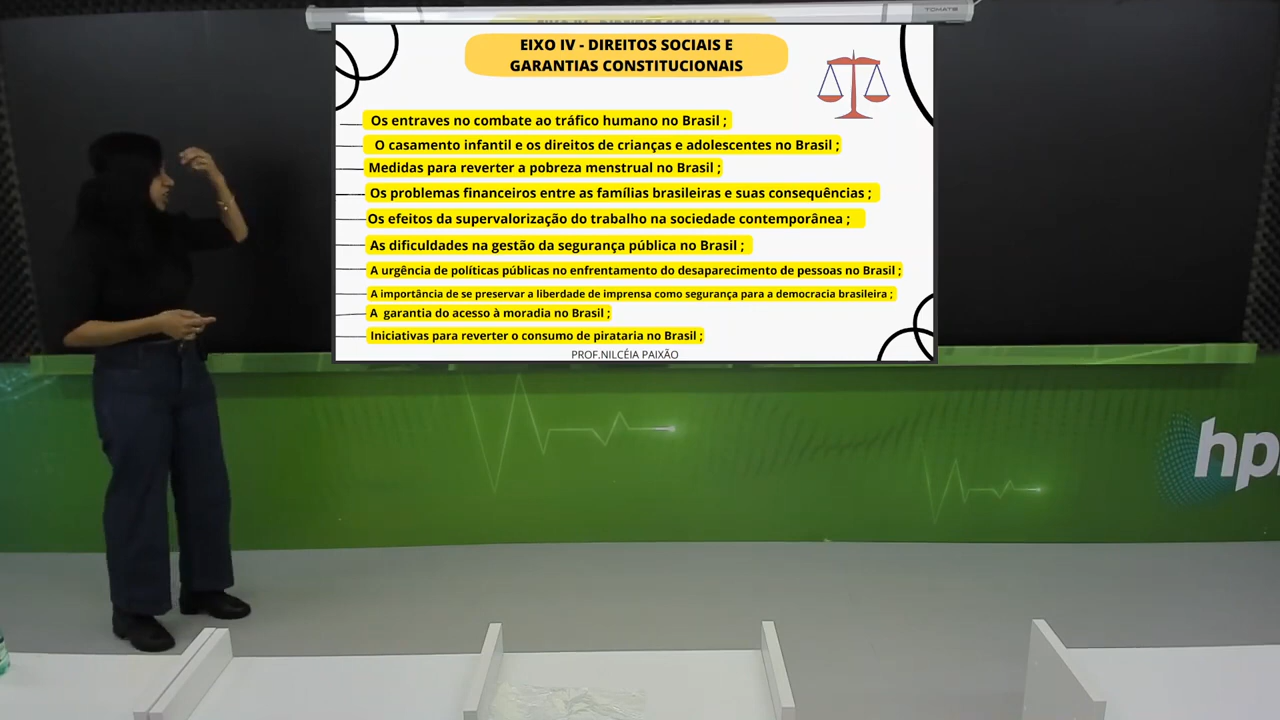 TOMATE
EIXO IV - DIREITOS SOCIAIS E
GARANTIAS CONSTITUCIONAIS
Os entraves no combate ao tráfico humano no Brasil ;
O casamento infantil e os direitos de crianças e adolescentes no Brasil ;
Medidas para reverter a pobreza menstrual no Brasil ;
Os problemas financeiros entre as famílias brasileiras e suas consequências ;
Os efeitos da supervalorização do trabalho na sociedade contemporânea ;
As dificuldades na gestão da segurança pública no Brasil ;
A urgência de políticas públicas no enfrentamento do desaparecimento de pessoas no Brasil ;
A importância de se preservar a liberdade de imprensa como segurança para a democracia brasileira ;
A garantia do acesso à moradia no Brasil ;
Iniciativas para reverter o consumo de pirataria no Brasil ;
PROF.NILCÉIA PAIXÃO